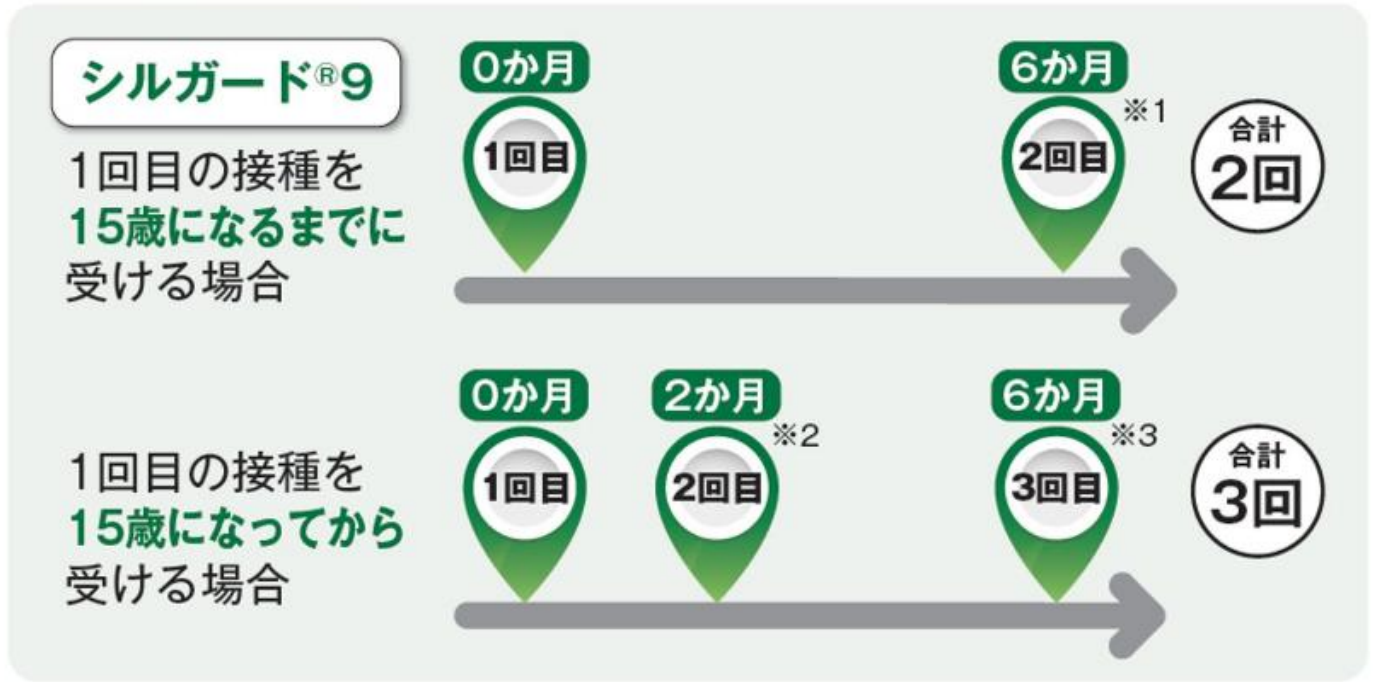 シルガード®9
1回目の接種を
15歳になるまでに
受ける場合
0か月
1回目
6か月
※1
2回目
合計
2回
1回目の接種を
15歳になってから
受ける場合
0か月
1回目
2か月
※2
2回目
6か月
※3
3回目
合計
3回